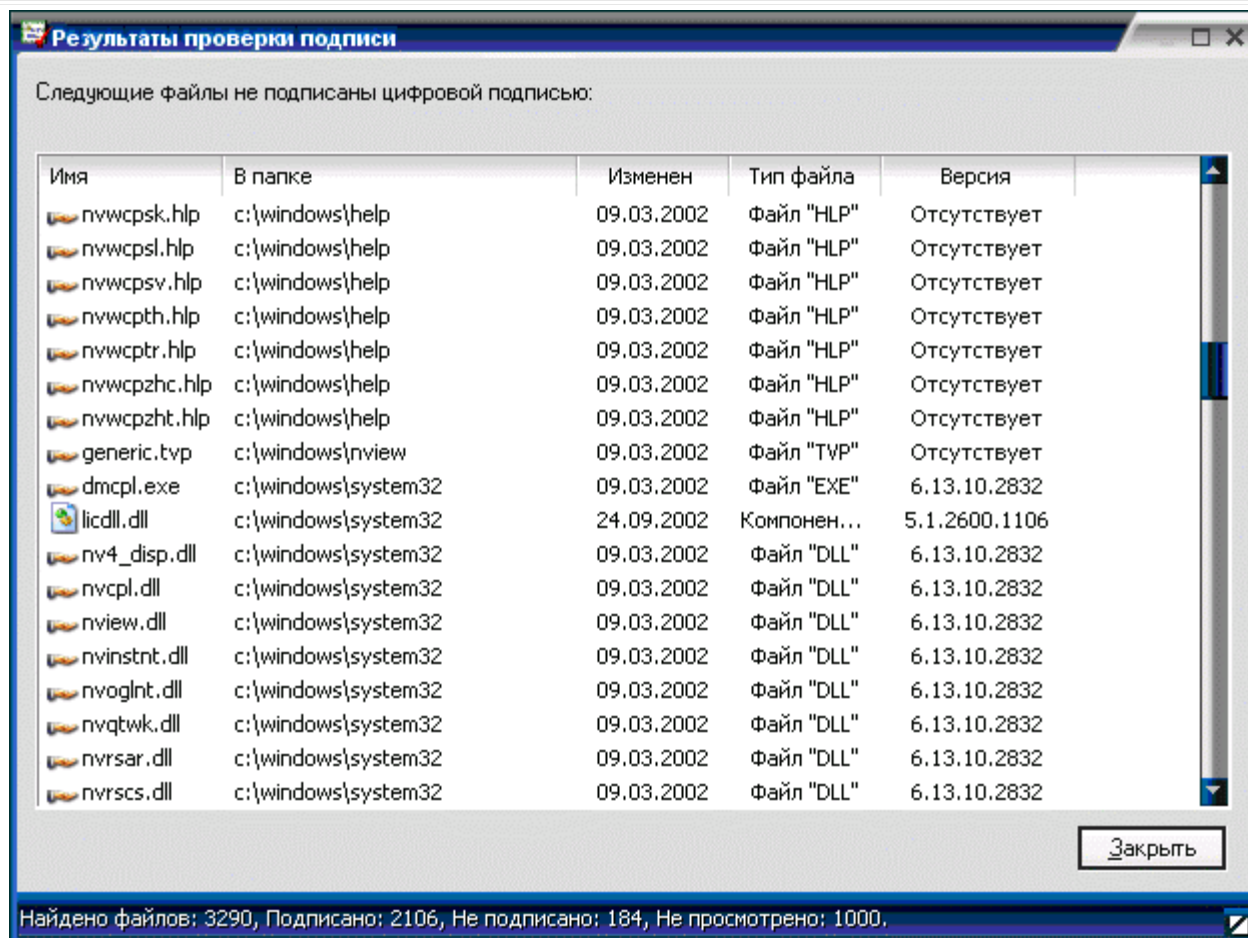 Результаты проверки подписи
Следующие файлы не подписаны цифровой подписью:
Имя В папке Изменен Тип файла Версия
nvwcpsk.hlp c:\windows\help 09.03.2002 Файл "HLP" Отсутствует
nvwcpsl.hlp c:\windows\help 09.03.2002 Файл "HLP" Отсутствует
nvwcpsv.hlp c:\windows\help 09.03.2002 Файл "HLP" Отсутствует
nvwcpth.hlp c:\windows\help 09.03.2002 Файл "HLP" Отсутствует
nvwcptr.hlp c:\windows\help 09.03.2002 Файл "HLP" Отсутствует
nvwcpzhc.hlp c:\windows\help 09.03.2002 Файл "HLP" Отсутствует
nvwcpzht.hlp c:\windows\help 09.03.2002 Файл "HLP" Отсутствует
generic.tvp c:\windows\nview 09.03.2002 Файл "TVP" Отсутствует
dmcpl.exe c:\windows\system32 09.03.2002 Файл "EXE" 6.13.10.2832
licdll.dll c:\windows\system32 24.09.2002 Компонен... 5.1.2600.1106
nv4_disp.dll c:\windows\system32 09.03.2002 Файл "DLL" 6.13.10.2832
nvcpl.dll c:\windows\system32 09.03.2002 Файл "DLL" 6.13.10.2832
nview.dll c:\windows\system32 09.03.2002 Файл "DLL" 6.13.10.2832
nvinstnt.dll c:\windows\system32 09.03.2002 Файл "DLL" 6.13.10.2832
nvoglnt.dll c:\windows\system32 09.03.2002 Файл "DLL" 6.13.10.2832
nvqtwk.dll c:\windows\system32 09.03.2002 Файл "DLL" 6.13.10.2832
nvrsar.dll c:\windows\system32 09.03.2002 Файл "DLL" 6.13.10.2832
nvrscs.dll c:\windows\system32 09.03.2002 Файл "DLL" 6.13.10.2832
Закрыть
Найдено файлов: 3290, Подписано: 2106, Не подписано: 184, Не просмотрено: 1000.